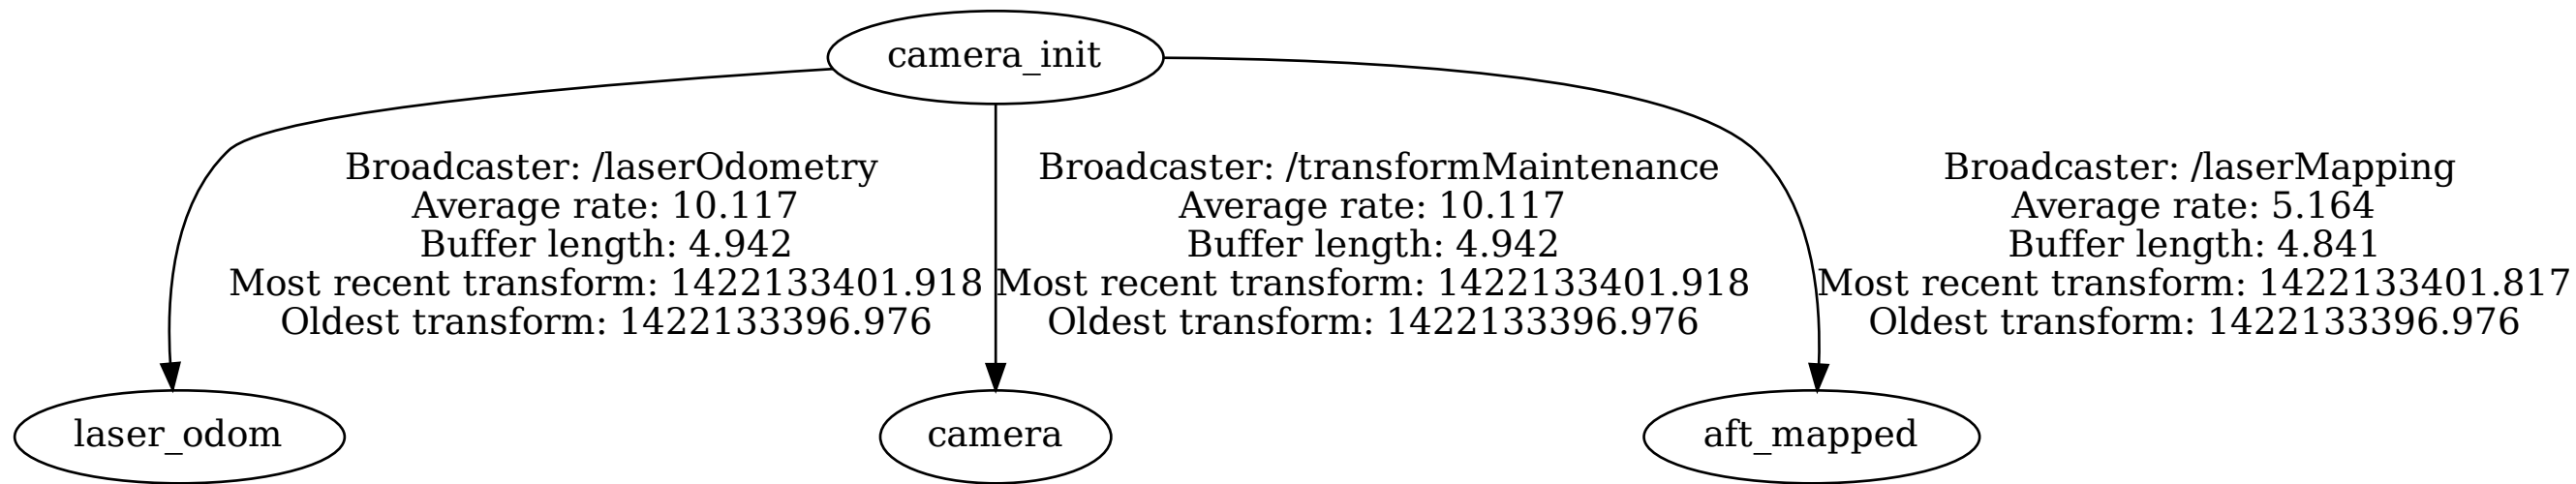 camera_init
Broadcaster: /laserOdometry
Average rate: 10.117
Buffer length: 4.942
Most recent transform: 1422133401.918
Oldest transform: 1422133396.976
Broadcaster: /transformMaintenance
Average rate: 10.117
Buffer length: 4.942
Most recent transform: 1422133401.918
Oldest transform: 1422133396.976
Broadcaster: /laserMapping
Average rate: 5.164
Buffer length: 4.841
Most recent transform: 1422133401.817
Oldest transform: 1422133396.976
laser_odom
camera
aft_mapped